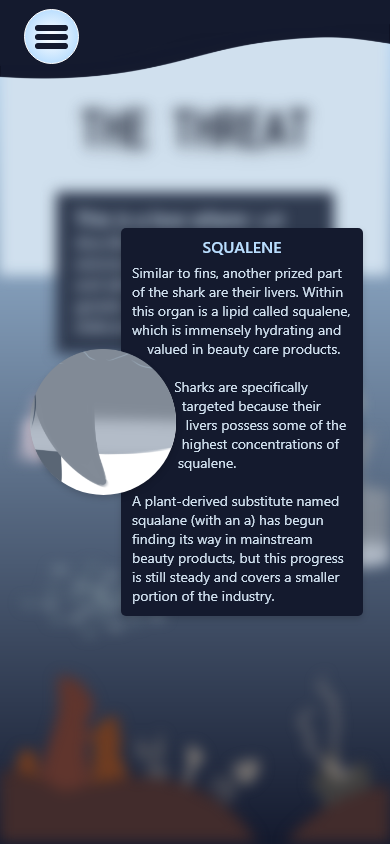 THE THREAT
SQUALENE
Similar to fins, another prized part
of the shark are their livers. Within
this organ is a lipid called squalene,
which is immensely hydrating and
valued in beauty care products.
Sharks are specifically
targeted because their
livers possess some of the
highest concentrations of
squalene.
A plant-derived substitute named
squalane (with an a) has begun
finding its way in mainstream
beauty products, but this progress
is still steady and covers a smaller
portion of the industry.